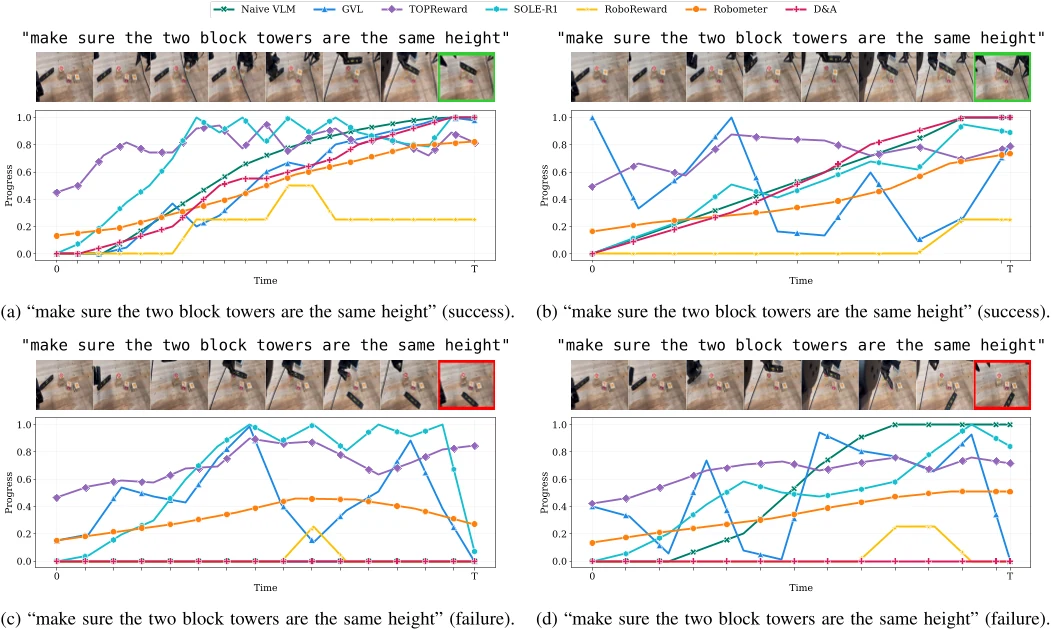 Naive VLM GVL TOPReward SOLE-R1 RoboReward Robometer D&A
"make sure the two block towers are the same height"
1.0
0.8
0.6
0.4
0.2
0.0
Progress
0 T
Time
(a) “make sure the two block towers are the same height” (success).
"make sure the two block towers are the same height"
1.0
0.8
0.6
0.4
0.2
0.0
Progress
0 T
Time
(b) “make sure the two block towers are the same height” (success).
"make sure the two block towers are the same height"
1.0
0.8
0.6
0.4
0.2
0.0
Progress
0 T
Time
(c) “make sure the two block towers are the same height” (failure).
"make sure the two block towers are the same height"
1.0
0.8
0.6
0.4
0.2
0.0
Progress
0 T
Time
(d) “make sure the two block towers are the same height” (failure).